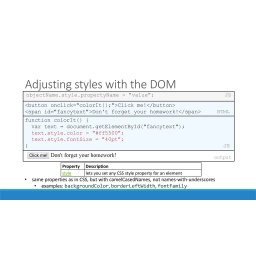 Adjusting styles with the DOM
objectName.style.propertyName = "value"; JS
<button onclick="colorIt();">Click me!</button>
<span id="fancytext">Don't forget your homework!</span> HTML
function colorIt() {
var text = document.getElementById("fancytext");
text.style.color = "#ff5500";
text.style.fontSize = "40pt";
} JS
Click me! Don't forget your homework! output
Property Description
style lets you set any CSS style property for an element
• same properties as in CSS, but with camelCasedNames, not names-with-underscores
• examples: backgroundColor, borderLeftWidth, fontFamily